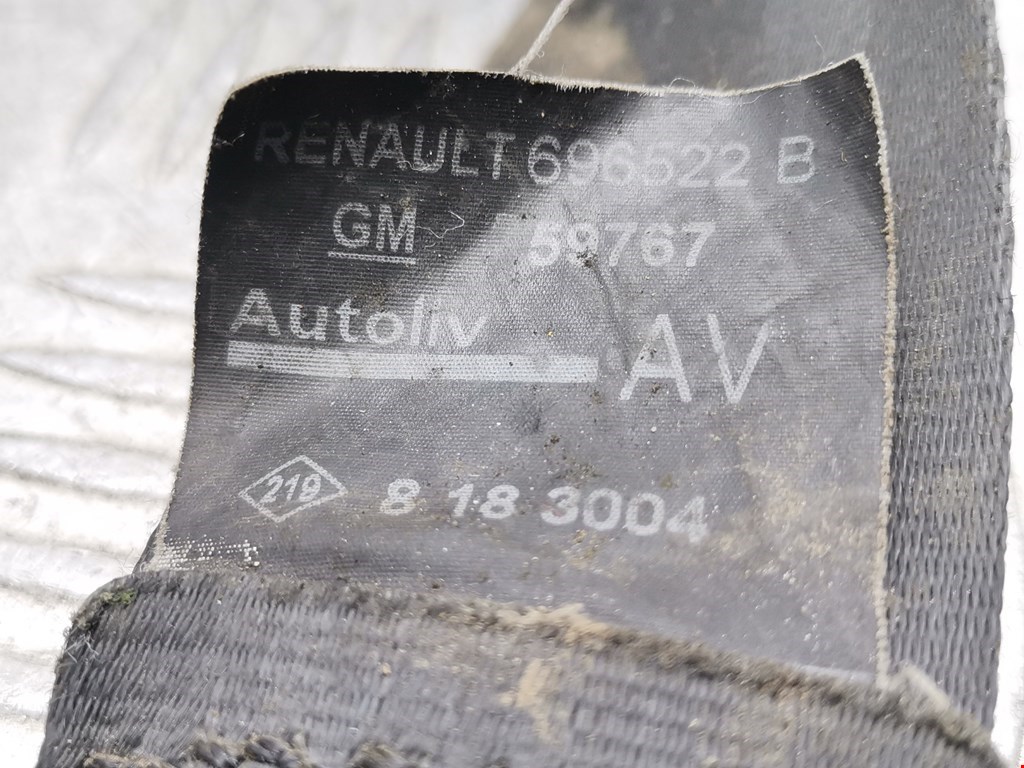 RENAULT 696522 B
GM 59767
Autoliv AV
219 8 18 3004